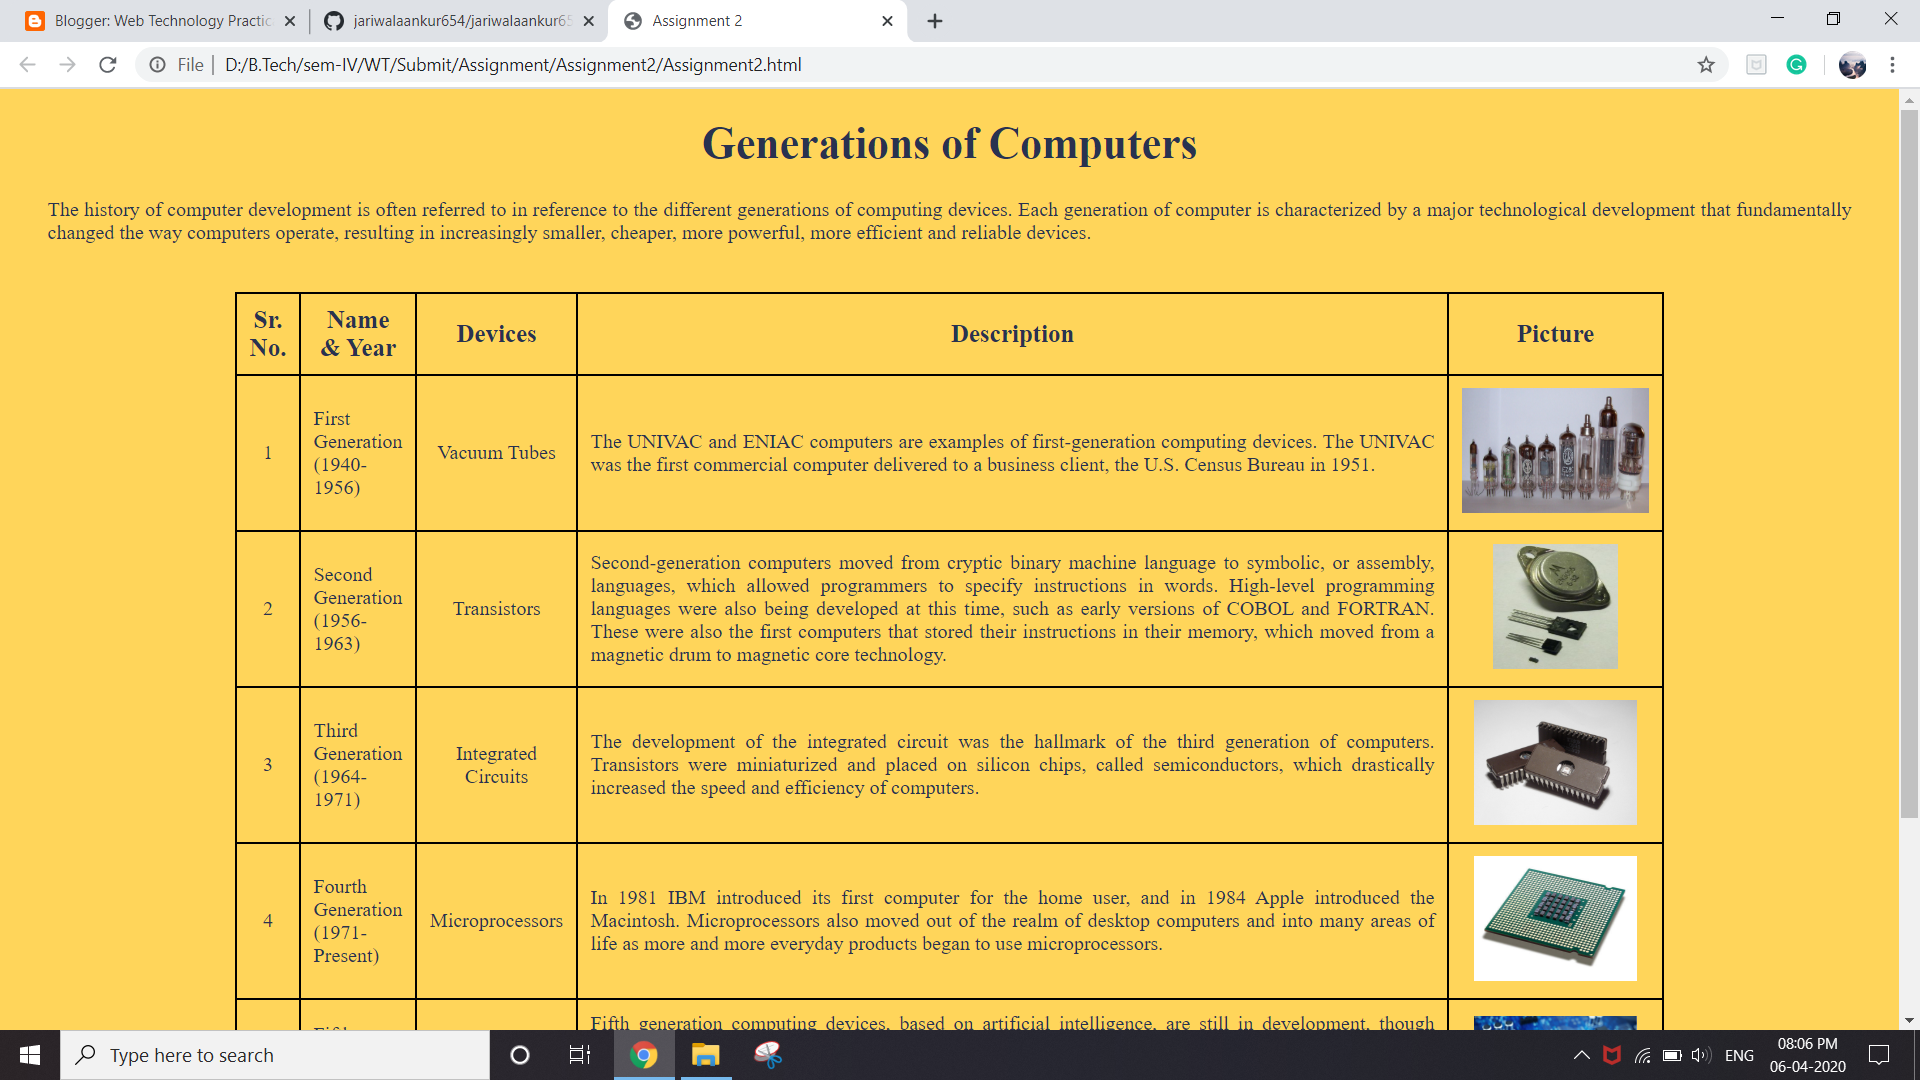 Blogger: Web Technology Practic
jariwalaankur654/jariwalaankur65
Assignment 2
File
D:/B.Tech/sem-IV/WT/Submit/Assignment/Assignment2/Assignment2.html
Generations of Computers
The history of computer development is often referred to in reference to the different generations of computing devices. Each generation of computer is characterized by a major technological development that fundamentally
changed the way computers operate, resulting in increasingly smaller, cheaper, more powerful, more efficient and reliable devices.
Sr.
No.
Name
& Year
Devices
Description
Picture
1
First
Generation
(1940-
1956)
Vacuum Tubes
The UNIVAC and ENIAC computers are examples of first-generation computing devices. The UNIVAC
was the first commercial computer delivered to a business client, the U.S. Census Bureau in 1951.
2
Second
Generation
(1956-
1963)
Transistors
Second-generation computers moved from cryptic binary machine language to symbolic, or assembly,
languages, which allowed programmers to specify instructions in words. High-level programming
languages were also being developed at this time, such as early versions of COBOL and FORTRAN.
These were also the first computers that stored their instructions in their memory, which moved from a
magnetic drum to magnetic core technology.
3
Third
Generation
(1964-
1971)
Integrated
Circuits
The development of the integrated circuit was the hallmark of the third generation of computers.
Transistors were miniaturized and placed on silicon chips, called semiconductors, which drastically
increased the speed and efficiency of computers.
4
Fourth
Generation
(1971-
Present)
Microprocessors
In 1981 IBM introduced its first computer for the home user, and in 1984 Apple introduced the
Macintosh. Microprocessors also moved out of the realm of desktop computers and into many areas of
life as more and more everyday products began to use microprocessors.
Fifth generation computing devices, based on artificial intelligence, are still in development, though
Type here to search
ENG
08:06 PM
06-04-2020